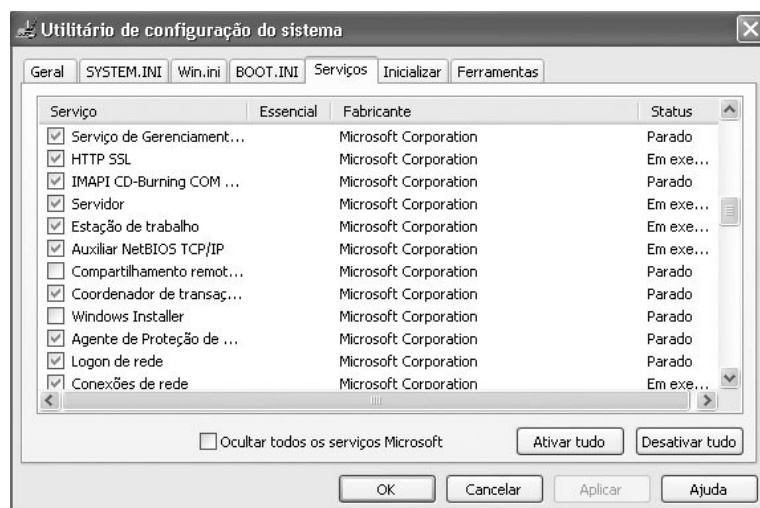 Utilitário de configuração do sistema
Geral SYSTEM.INI Win.ini BOOT.INI Serviços Inicializar Ferramentas
Serviço Essencial Fabricante Status
Serviço de Gerenciament... Microsoft Corporation Parado
HTTP SSL Microsoft Corporation Em exe...
IMAPI CD-Burning COM ... Microsoft Corporation Parado
Servidor Microsoft Corporation Em exe...
Estação de trabalho Microsoft Corporation Em exe...
Auxiliar NetBIOS TCP/IP Microsoft Corporation Em exe...
Compartilhamento remot... Microsoft Corporation Parado
Coordenador de transaç... Microsoft Corporation Parado
Windows Installer Microsoft Corporation Parado
Agente de Proteção de ... Microsoft Corporation Parado
Logon de rede Microsoft Corporation Parado
Conexões de rede Microsoft Corporation Em exe...
Ocultar todos os serviços Microsoft Ativar tudo Desativar tudo
OK Cancelar Aplicar Ajuda